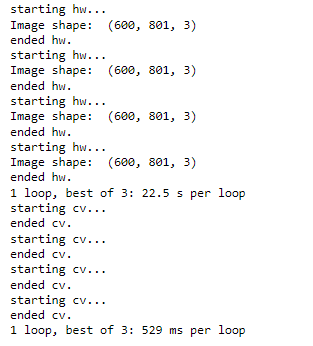 starting hw...
Image shape:  (600, 801, 3)
ended hw.
starting hw...
Image shape:  (600, 801, 3)
ended hw.
starting hw...
Image shape:  (600, 801, 3)
ended hw.
starting hw...
Image shape:  (600, 801, 3)
ended hw.
1 loop, best of 3: 22.5 s per loop
starting cv...
ended cv.
starting cv...
ended cv.
starting cv...
ended cv.
starting cv...
ended cv.
1 loop, best of 3: 529 ms per loop